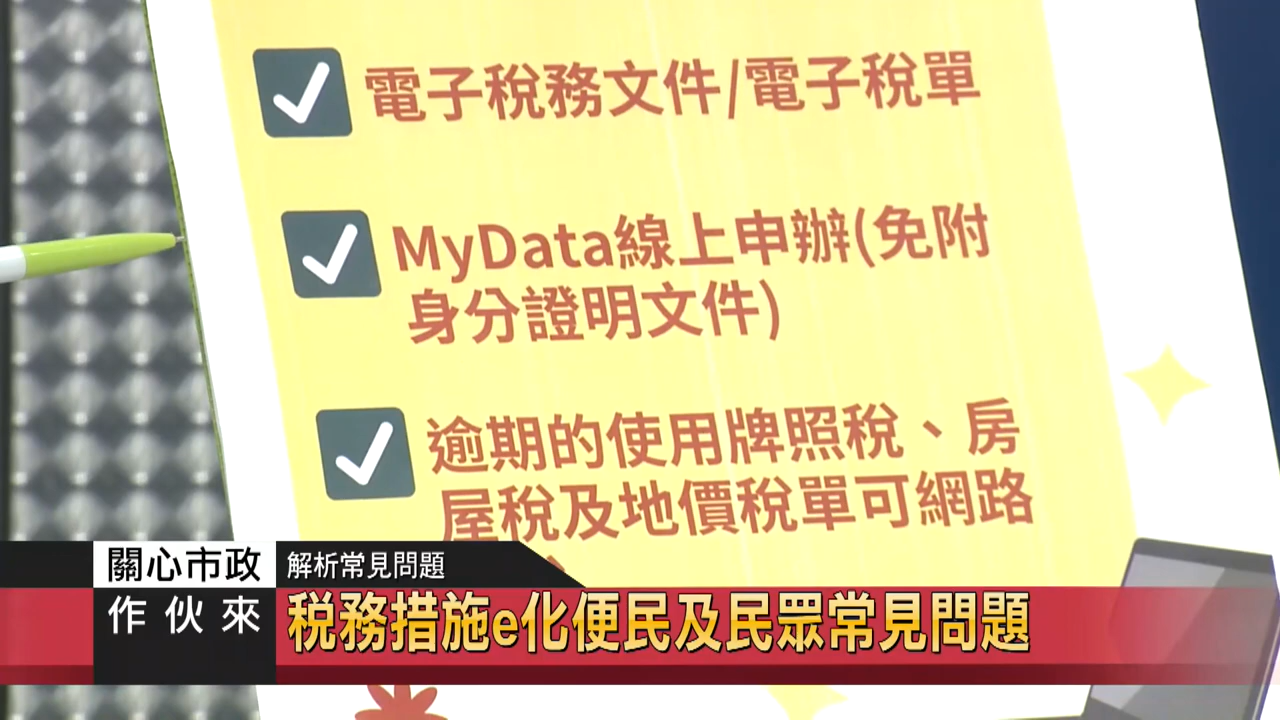 電子稅務文件/電子稅單
MyData線上申辦(免附
身分證明文件)
逾期的使用牌照稅、房
屋稅及地價稅單可網路
關心市政
作伙來
解析常見問題
稅務措施e化便民及民眾常見問題